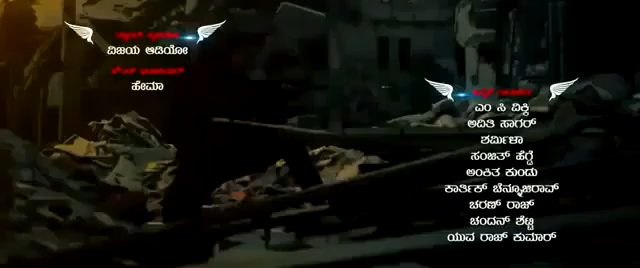 ವಿಜಯ ಆಡಿಯೋ
ಹೇಮಾ
ಎಂ ಸಿ ವಿಕ್ಕಿ
ಅದಿತಿ ಸಾಗರ್
ಶರ್ಮಿಳಾ
ಸಂಜಿತ್ ಹೆಗ್ಡೆ
ಅಂಕಿತ ಕುಂದು
ಕಾರ್ತಿಕ್ ಚೆನ್ನೋಜಿರಾವ್
ಚರಣ್ ರಾಜ್
ಚಂದನ್ ಶೆಟ್ಟಿ
ಯುವ ರಾಜ್ ಕುಮಾರ್